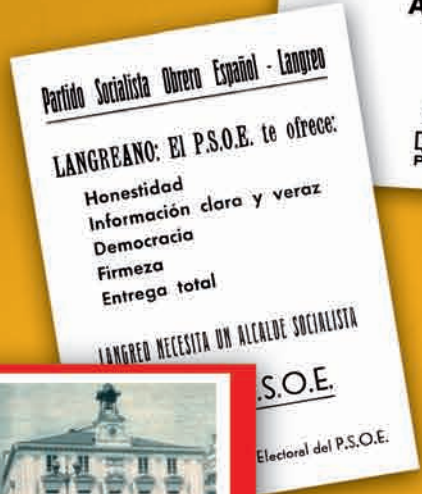 Partido Socialista Obrero Español - Langreo
LANGREANO: El P.S.O.E. te ofrece:
Honestidad
Información clara y veraz
Democracia
Firmeza
Entrega total
LANGREO NECESITA UN ALCALDE SOCIALISTA
.S.O.E.
Electoral del P.S.O.E.